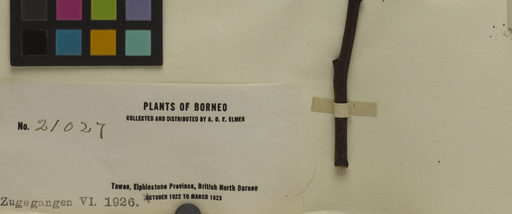 PLANTS OF BORNEO
COLLECTED AND DISTRIBUTED BY A. D. E. ELMER
No. 21027
Tawao, Elphinstone Province, British North Borneo
OCTOBER 1922 TO MARCH 1923
Zugegangen VI. 1926.